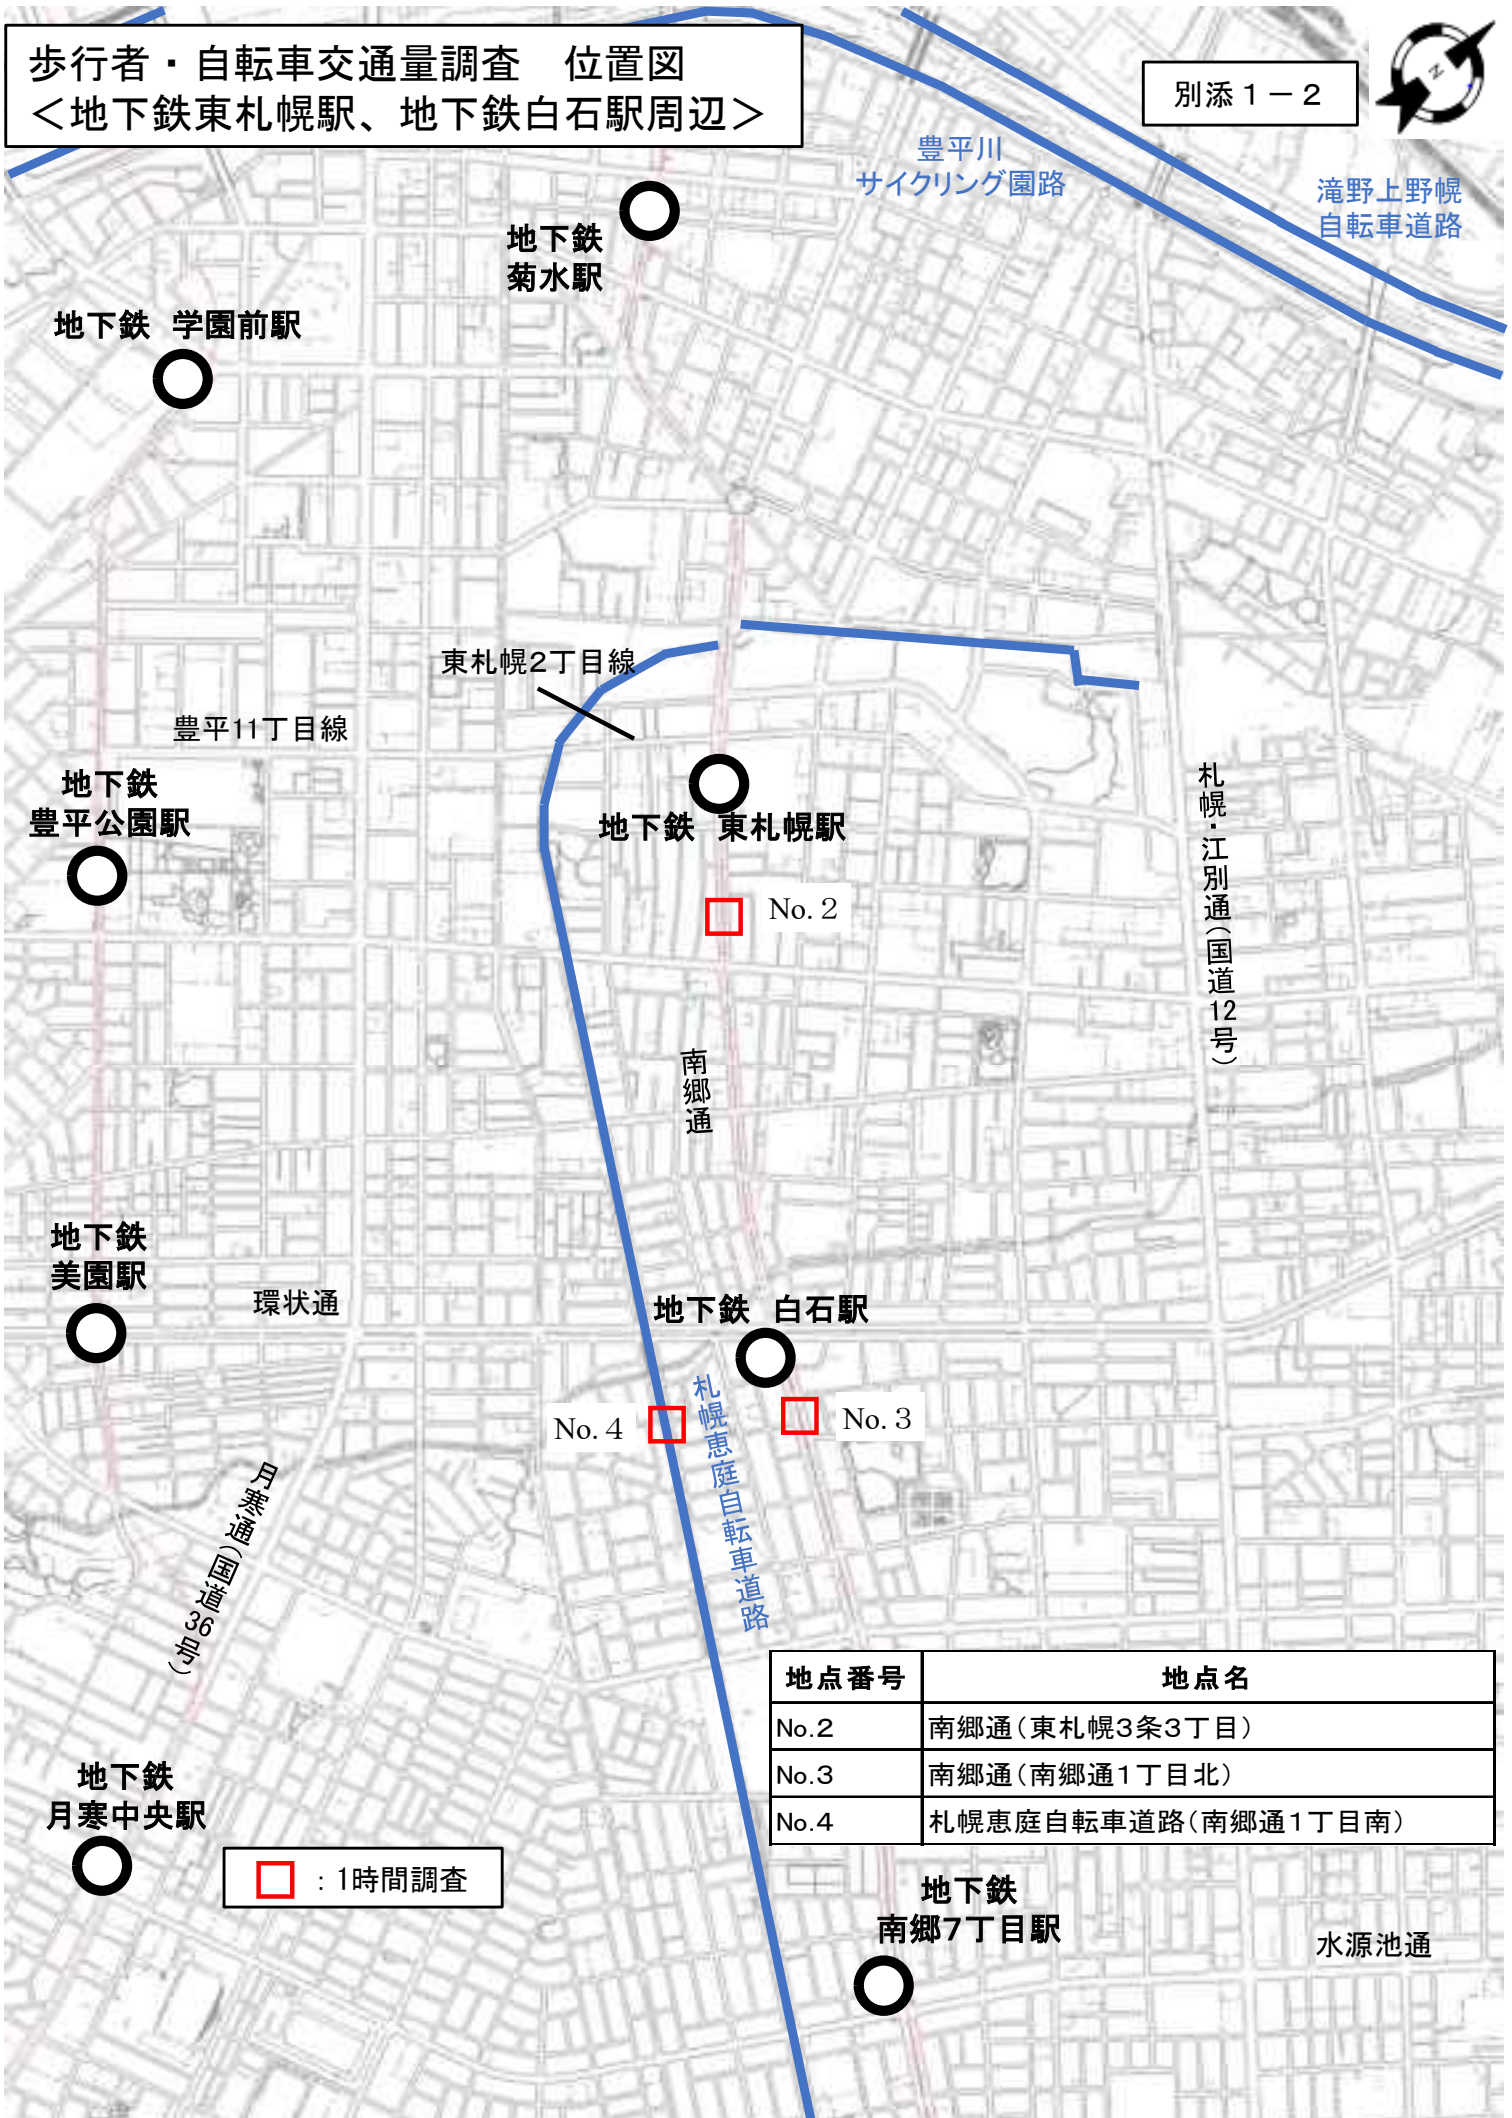 歩行者・自転車交通量調査　位置図
＜地下鉄東札幌駅、地下鉄白石駅周辺＞
別添１－２
N
豊平川
サイクリング園路
滝野上野幌
自転車道路
地下鉄
菊水駅
地下鉄　学園前駅
東札幌2丁目線
豊平11丁目線
地下鉄
豊平公園駅
地下鉄　東札幌駅
札幌・江別通（国道12号）
No.２
南郷通
地下鉄
美園駅
環状通
地下鉄　白石駅
札幌恵庭自転車道路
No.４
No.３
月寒通（国道36号）
地点番号　地点名
No.2　南郷通（東札幌3条3丁目）
No.3　南郷通（南郷通1丁目北）
No.4　札幌恵庭自転車道路（南郷通1丁目南）
地下鉄
月寒中央駅
：1時間調査
地下鉄
南郷7丁目駅
水源池通